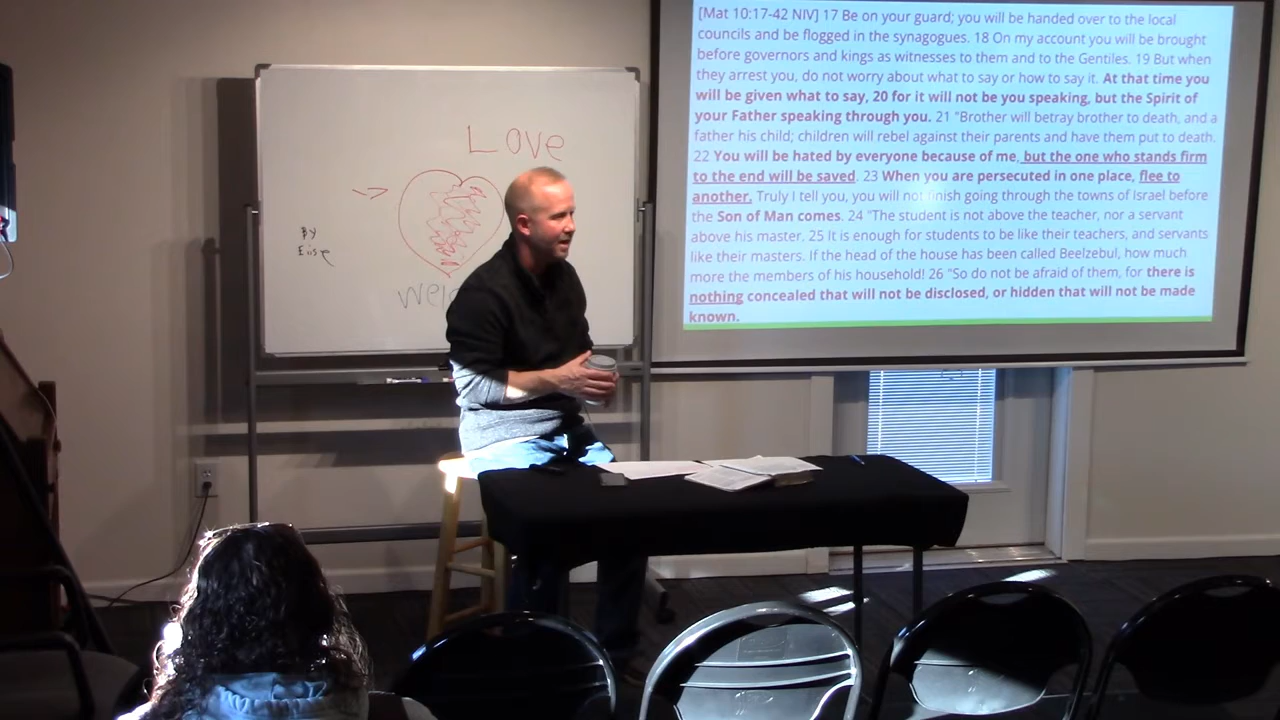 [Mat 10:17-42 NIV] 17 Be on your guard; you will be handed over to the local
councils and be flogged in the synagogues. 18 On my account you will be brought
before governors and kings as witnesses to them and to the Gentiles. 19 But when
they arrest you, do not worry about what to say or how to say it. At that time you
will be given what to say, 20 for it will not be you speaking, but the Spirit of
your Father speaking through you. 21 "Brother will betray brother to death, and a
father his child; children will rebel against their parents and have them put to death.
22 You will be hated by everyone because of me, but the one who stands firm
to the end will be saved. 23 When you are persecuted in one place, flee to
another. Truly I tell you, you will not finish going through the towns of Israel before
the Son of Man comes. 24 "The student is not above the teacher, nor a servant
above his master. 25 It is enough for students to be like their teachers, and servants
like their masters. If the head of the house has been called Beelzebul, how much
more the members of his household! 26 "So do not be afraid of them, for there is
nothing concealed that will not be disclosed, or hidden that will not be made
known.
Love
By